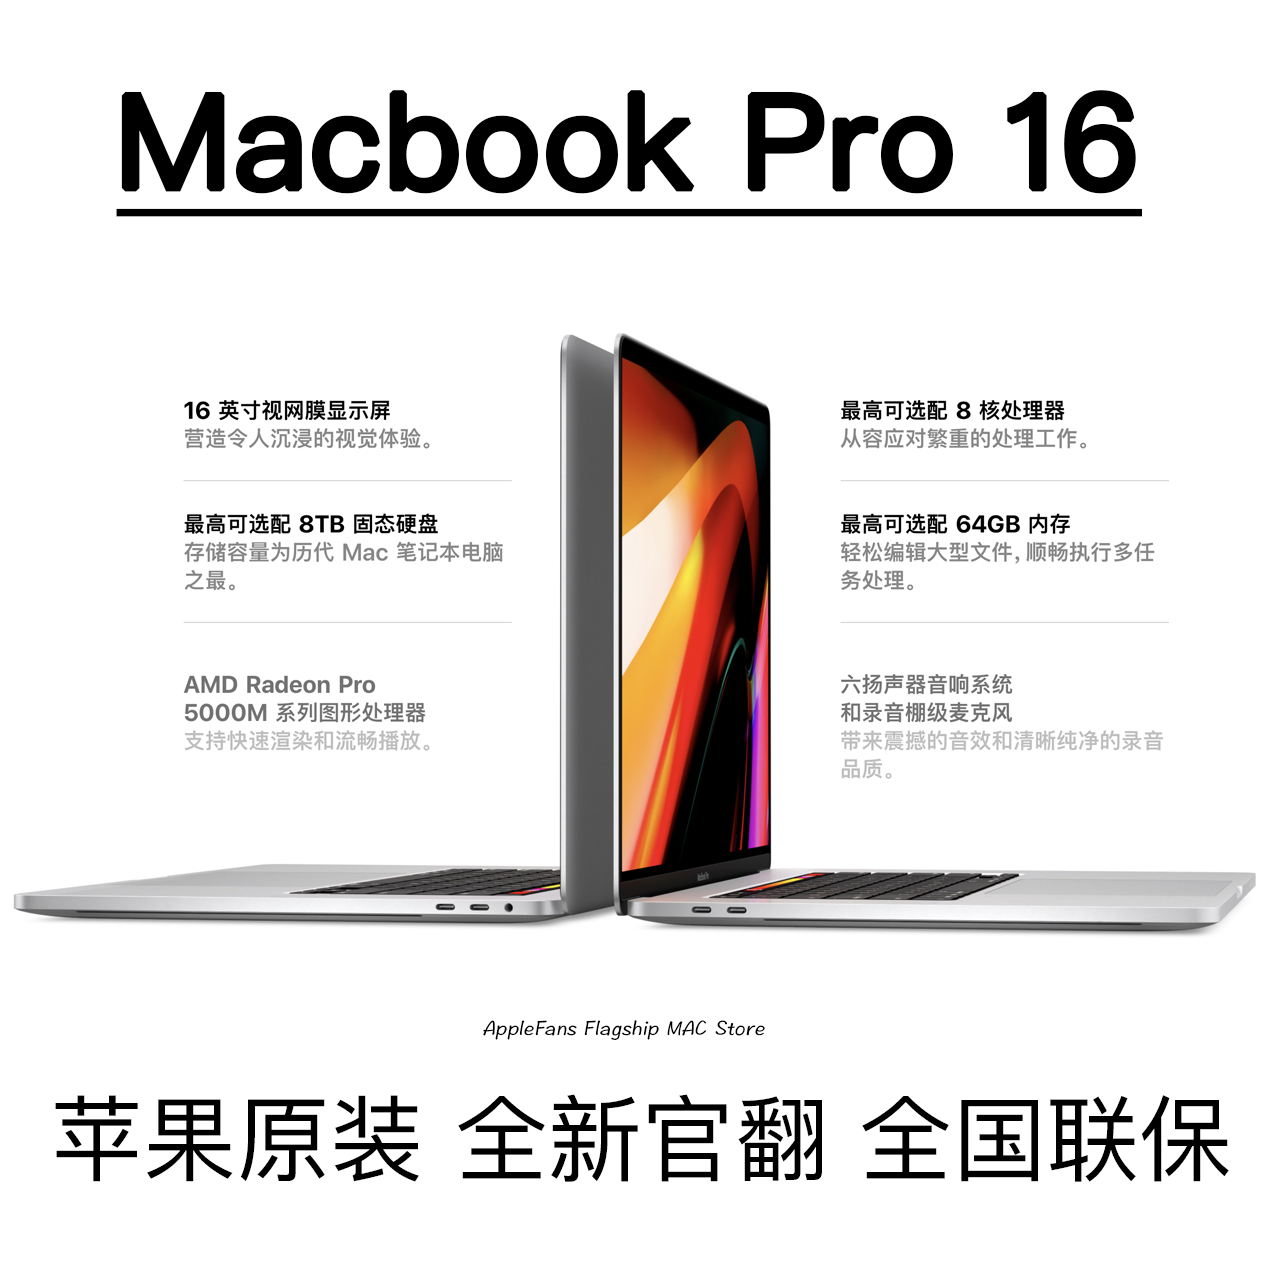 Macbook Pro 16
16 英寸视网膜显示屏
营造令人沉浸的视觉体验。
最高可选配 8TB 固态硬盘
存储容量为历代 Mac 笔记本电脑
之最。
AMD Radeon Pro
5000M 系列图形处理器
支持快速渲染和流畅播放。
最高可选配 8 核处理器
从容应对繁重的处理工作。
最高可选配 64GB 内存
轻松编辑大型文件，顺畅执行多任
务处理。
六扬声器音响系统
和录音棚级麦克风
带来震撼的音效和清晰纯净的录音
品质。
MacBook Pro
AppleFans Flagship MAC Store
苹果原装 全新官翻 全国联保